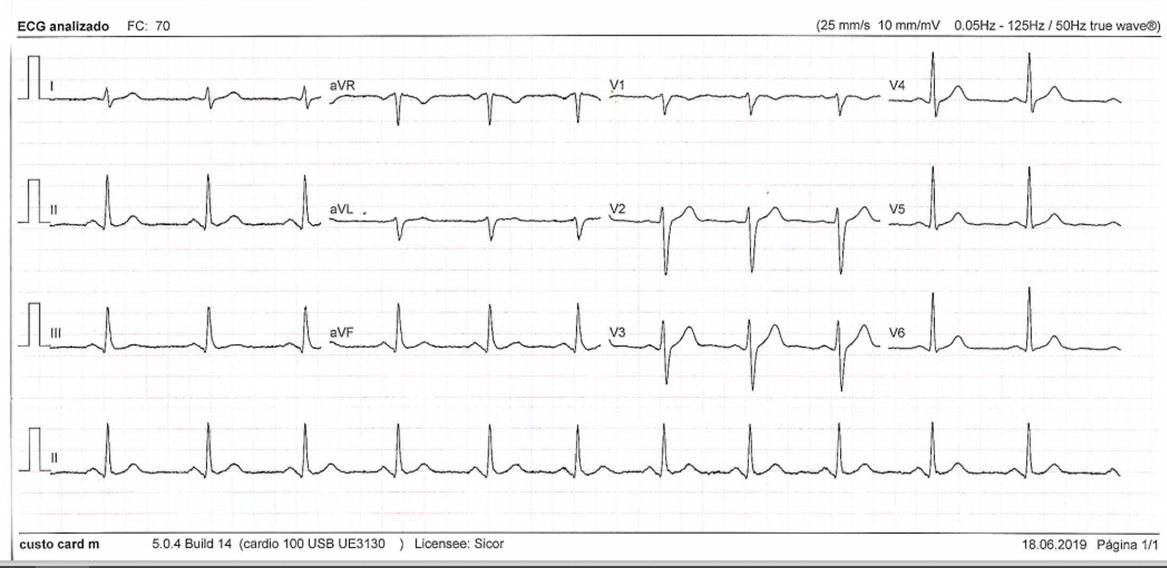 ECG analizado FC: 70 (25 mm/s 10 mm/mV 0.05Hz - 125Hz / 50Hz true wave®)
I aVR V1 V4
II aVL V2 V5
III aVF V3 V6
II
custo card m 5.0.4 Build 14 (cardio 100 USB UE3130 ) Licensee: Sicor 18.06.2019 Página 1/1